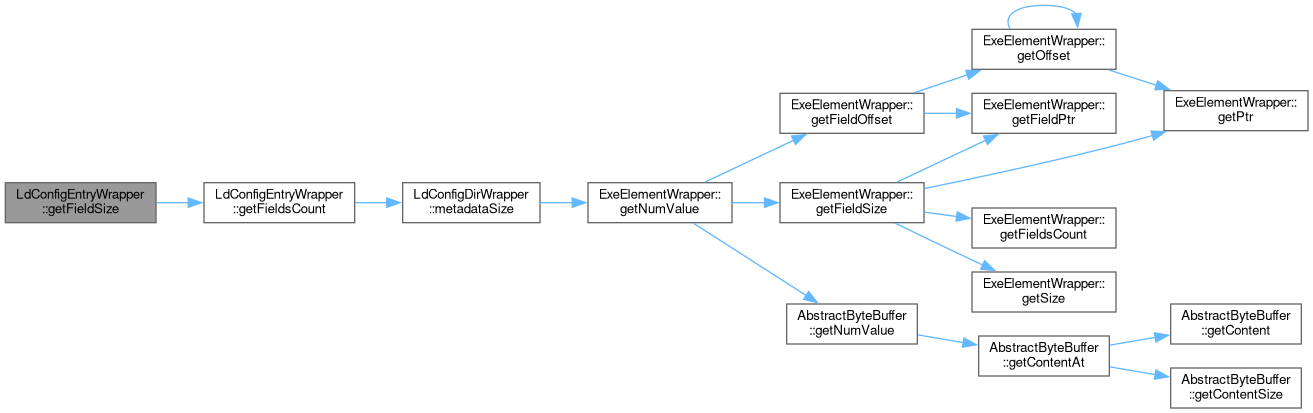 LdConfigEntryWrapper
::getFieldSize
LdConfigEntryWrapper
::getFieldsCount
LdConfigDirWrapper
::metadataSize
ExeElementWrapper::
getNumValue
ExeElementWrapper::
getFieldOffset
ExeElementWrapper::
getOffset
ExeElementWrapper::
getPtr
ExeElementWrapper::
getFieldPtr
ExeElementWrapper::
getFieldSize
ExeElementWrapper::
getFieldsCount
ExeElementWrapper::
getSize
AbstractByteBuffer
::getNumValue
AbstractByteBuffer
::getContentAt
AbstractByteBuffer
::getContent
AbstractByteBuffer
::getContentSize